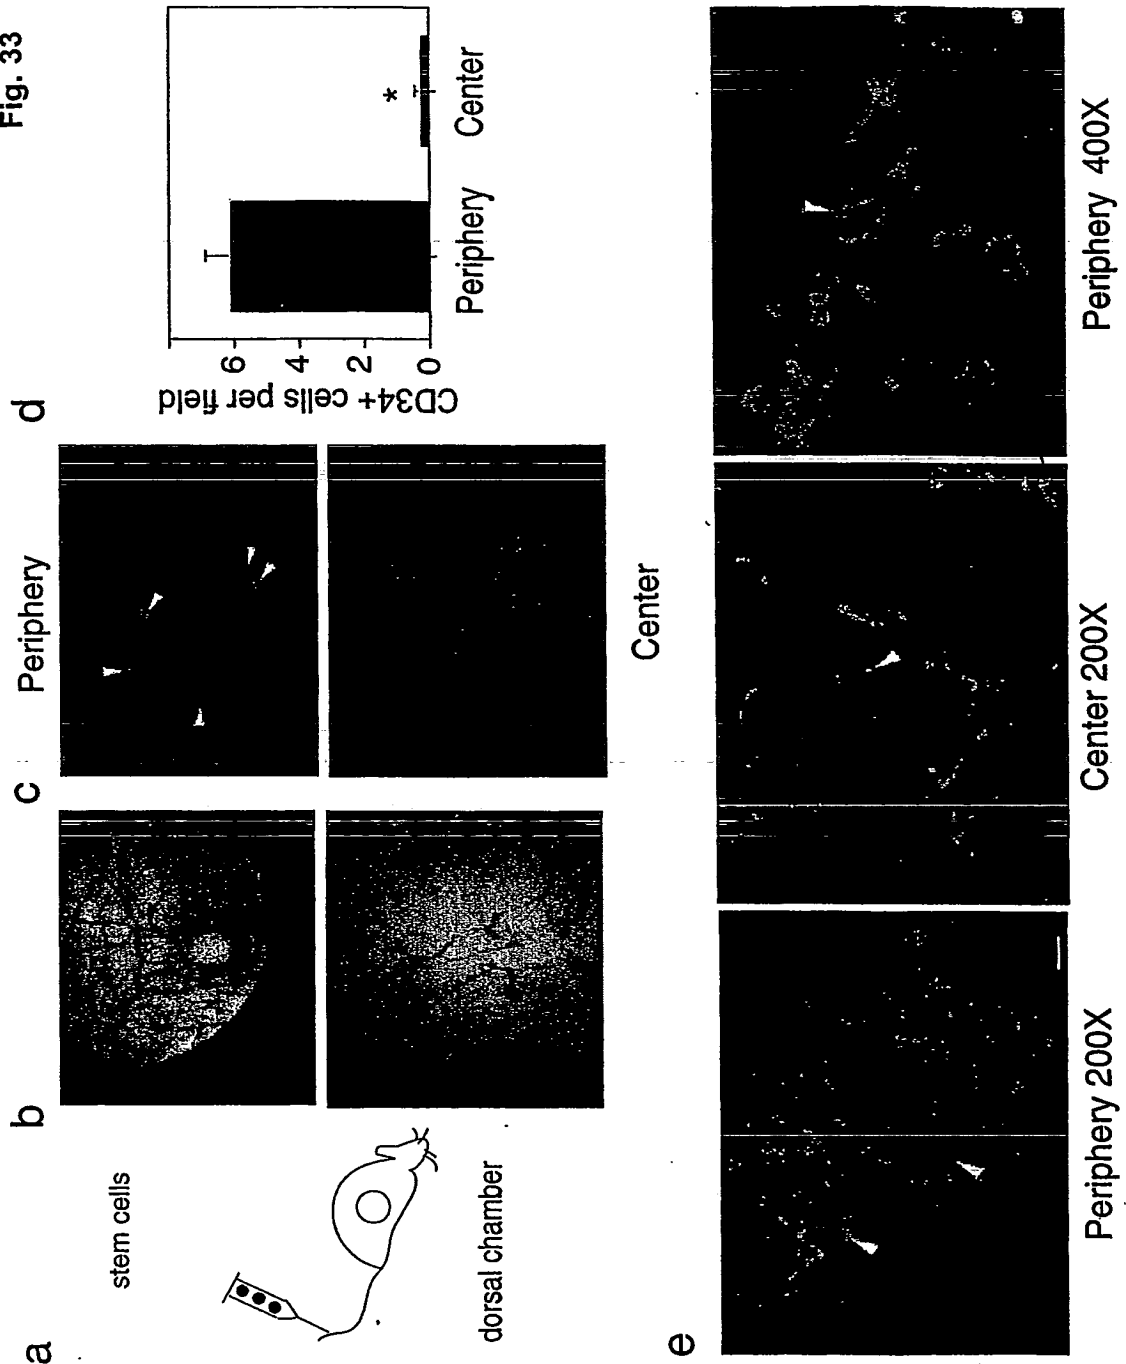 Fig. 33
a
stem cells
dorsal chamber
b
c
Periphery
Center
d
CD34+ cells per field
6
4
2
0
*
Periphery
Center
e
Periphery 200X
Center 200X
Periphery 400X